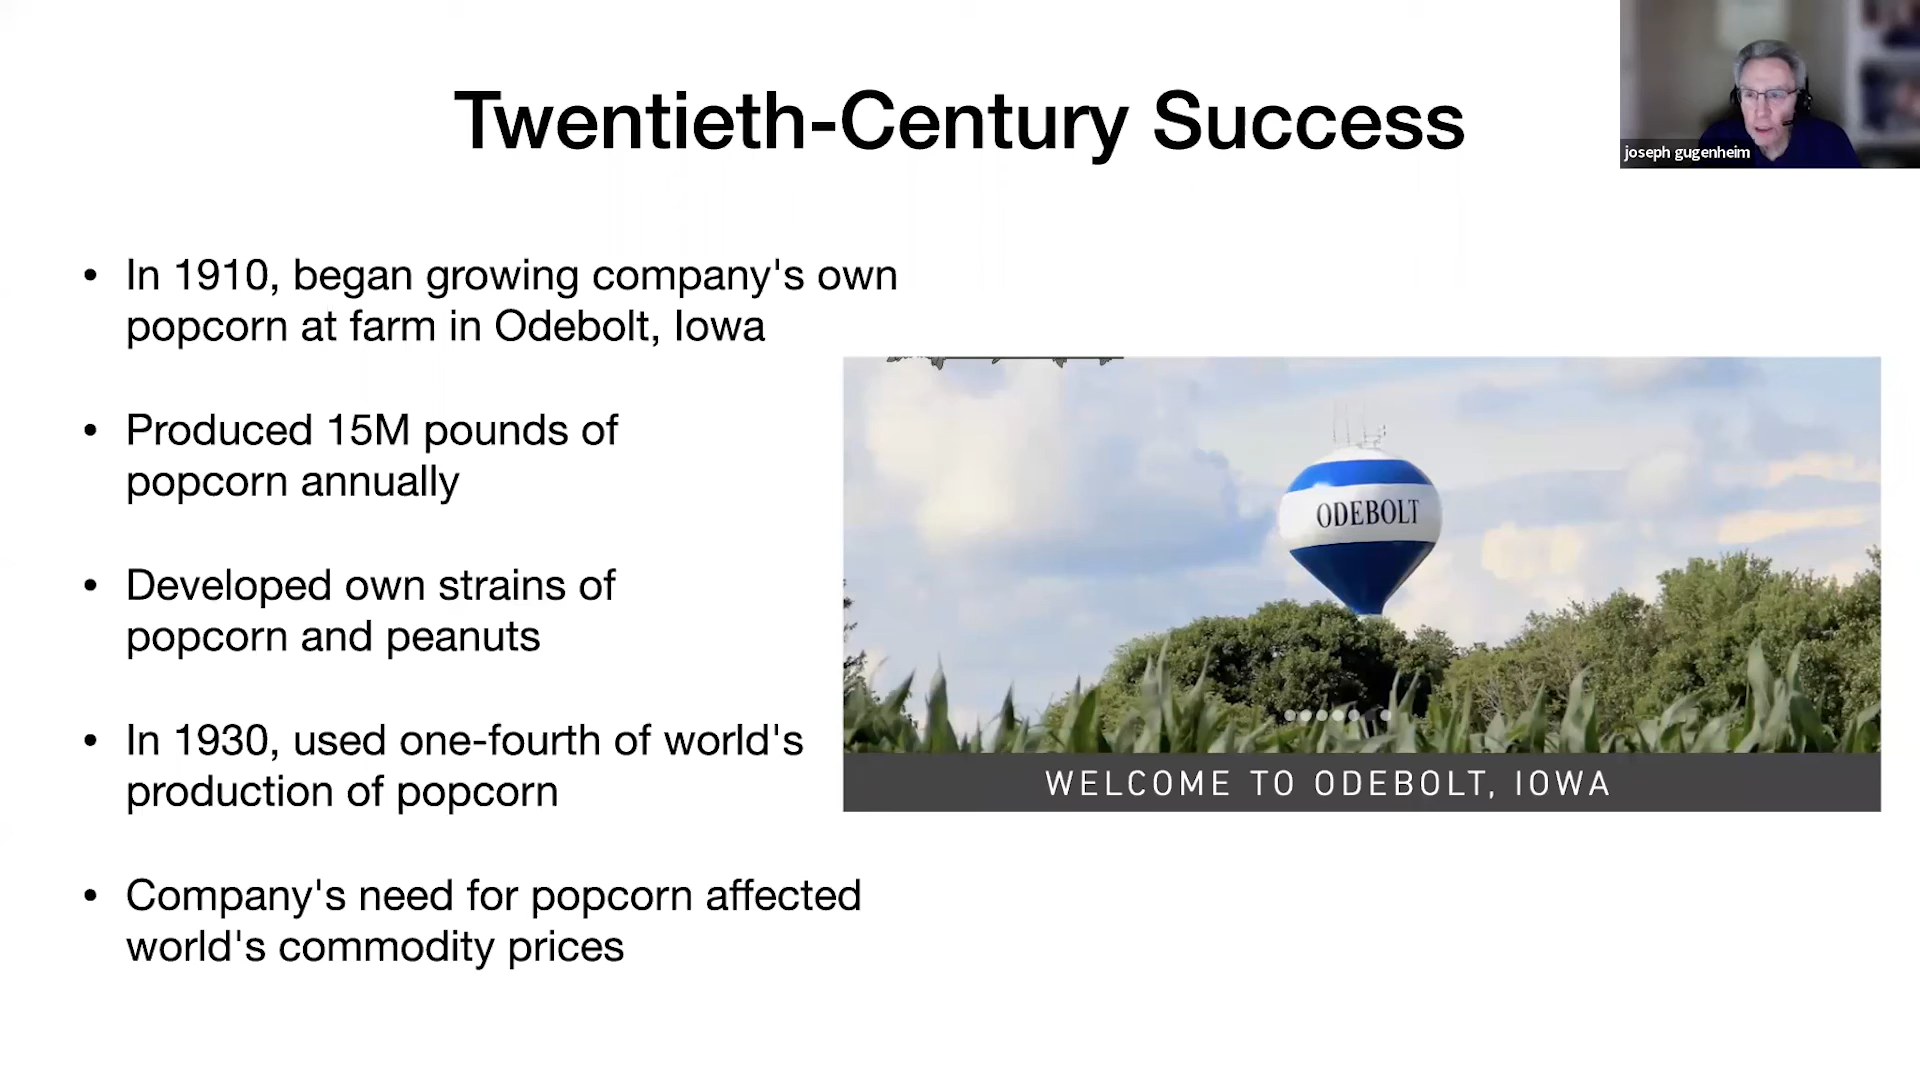 Twentieth-Century Success
joseph gugenheim
• In 1910, began growing company's own
popcorn at farm in Odebolt, Iowa
• Produced 15M pounds of
popcorn annually
• Developed own strains of
popcorn and peanuts
• In 1930, used one-fourth of world's
production of popcorn
• Company's need for popcorn affected
world's commodity prices
ODEBOLT
WELCOME TO ODEBOLT, IOWA